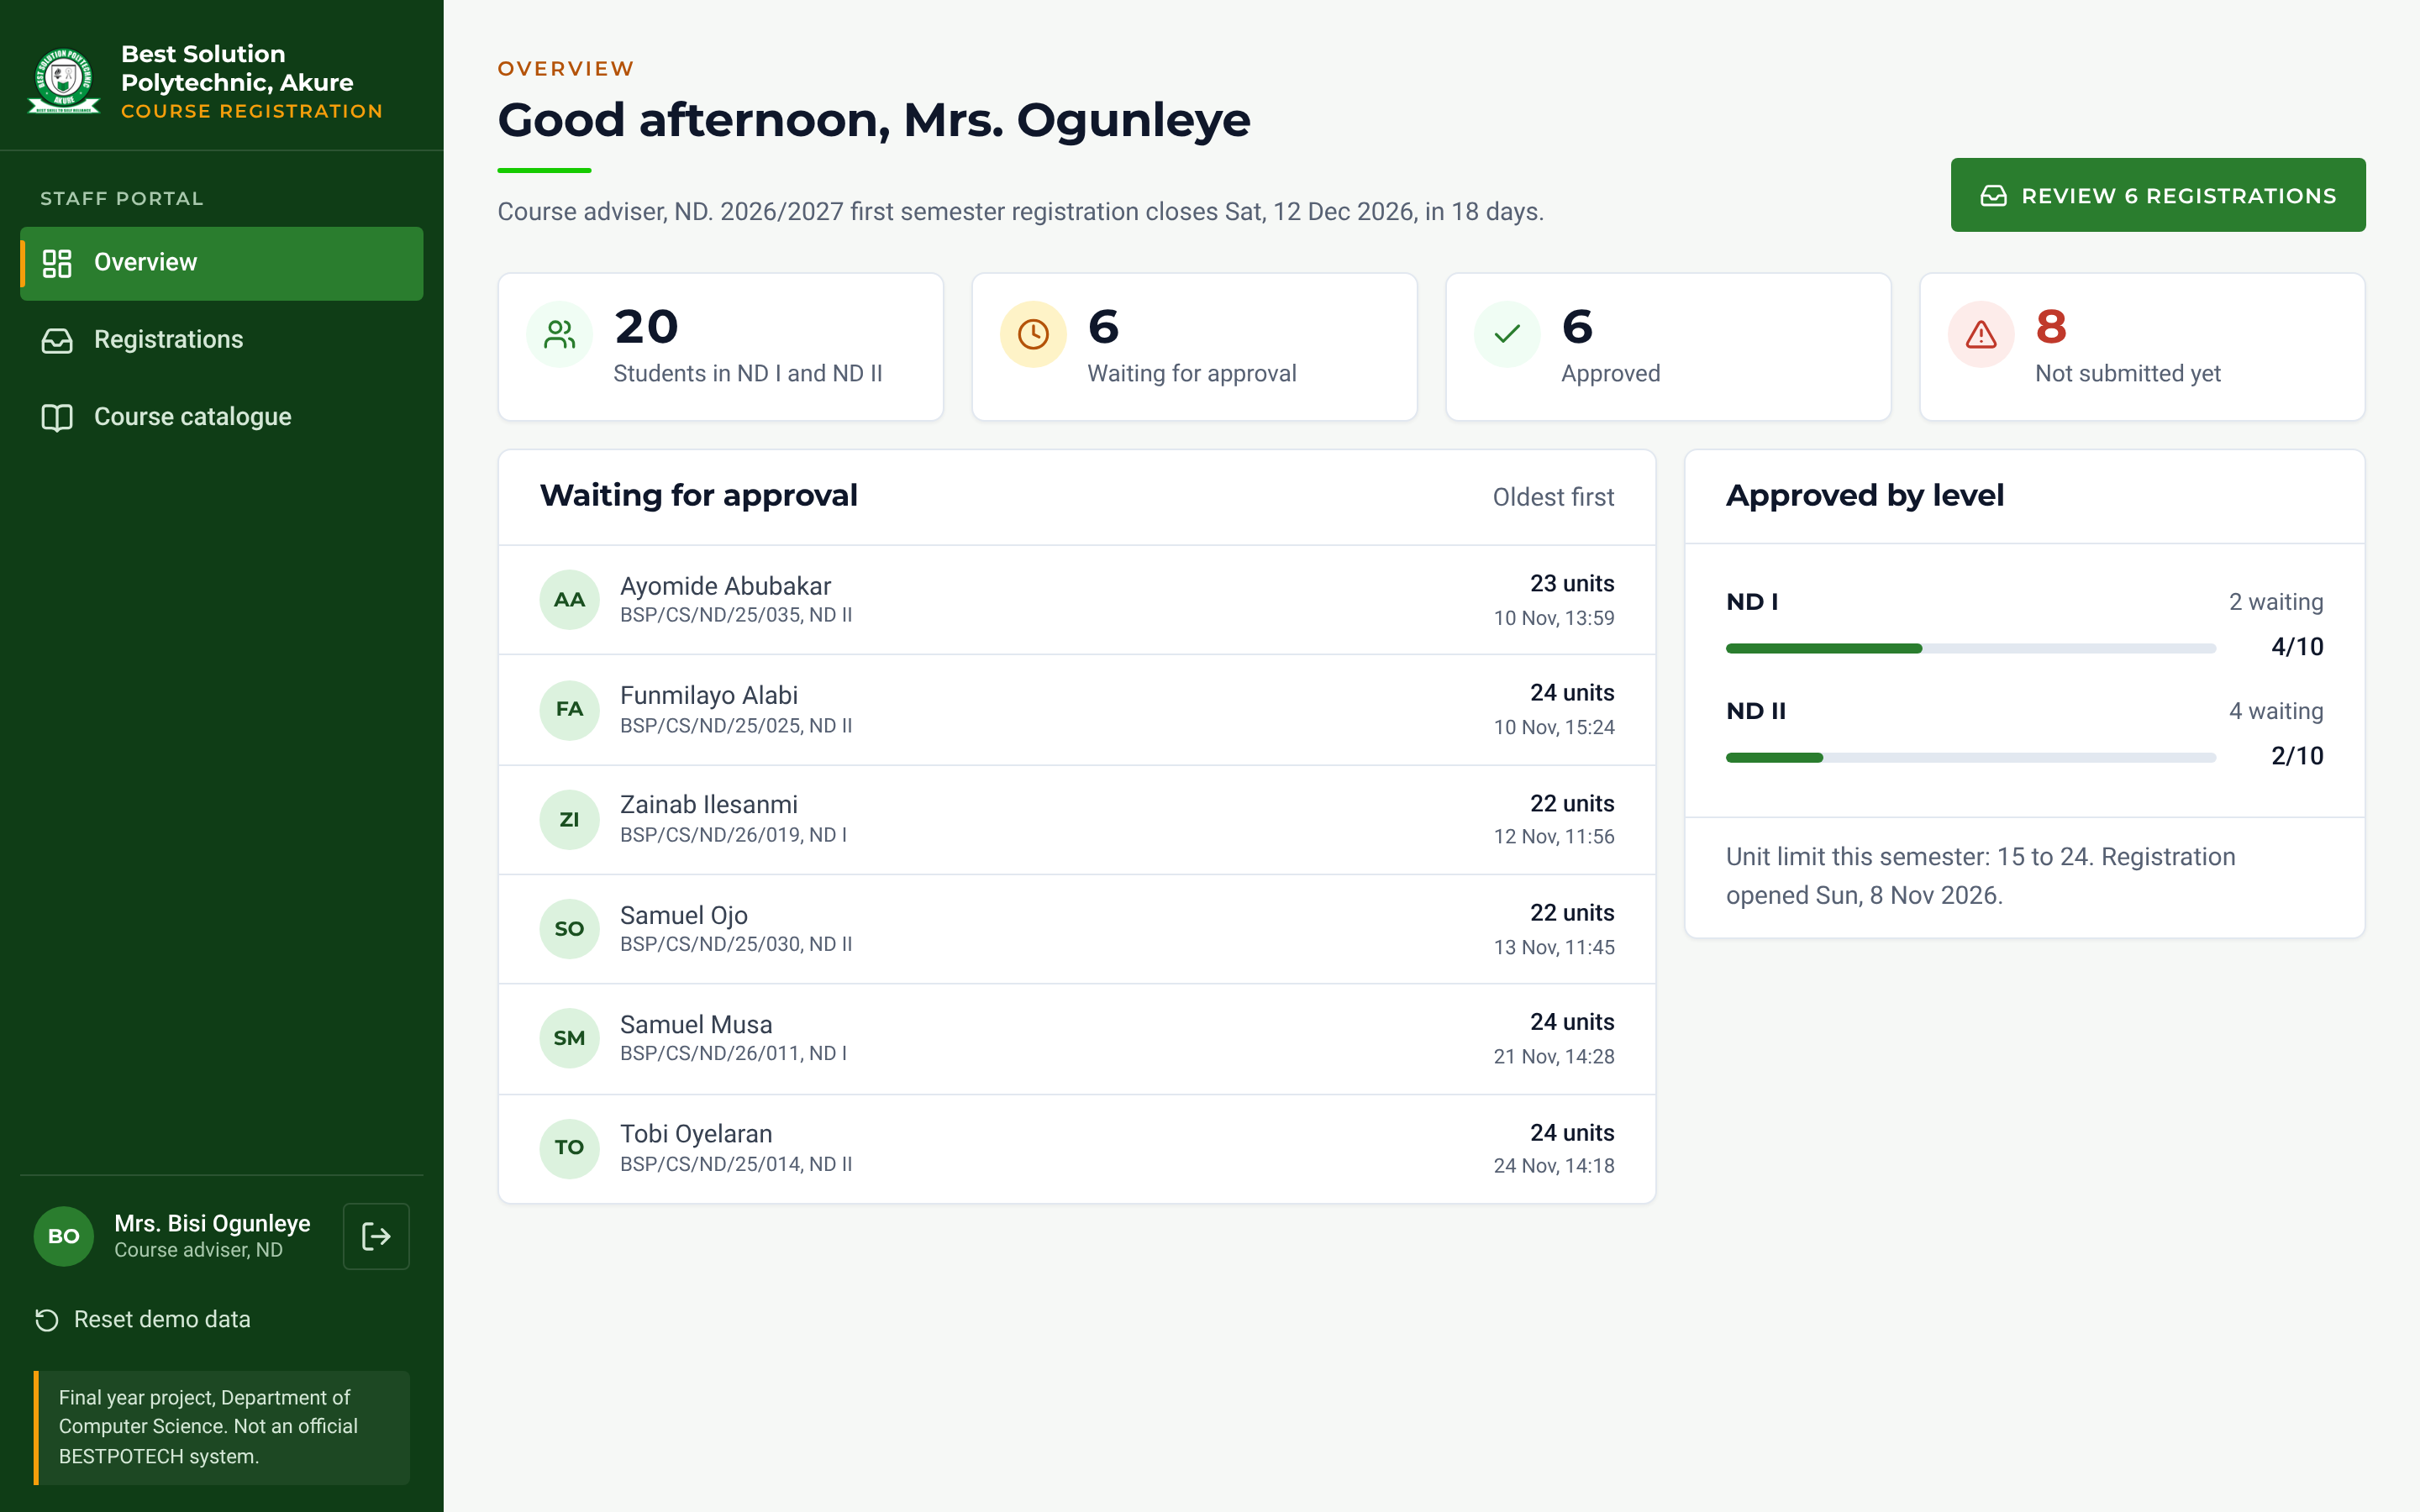 BEST SOLUTION POLYTECHNIC
AKURE
Best Solution
Polytechnic, Akure
COURSE REGISTRATION
STAFF PORTAL
Overview
Registrations
Course catalogue
BO
Mrs. Bisi Ogunleye
Course adviser, ND
Reset demo data
Final year project, Department of
Computer Science. Not an official
BESTPOTECH system.
OVERVIEW
Good afternoon, Mrs. Ogunleye
Course adviser, ND. 2026/2027 first semester registration closes Sat, 12 Dec 2026, in 18 days.
REVIEW 6 REGISTRATIONS
20
Students in ND I and ND II
6
Waiting for approval
6
Approved
8
Not submitted yet
Waiting for approval
Oldest first
AA
Ayomide Abubakar
BSP/CS/ND/25/035, ND II
23 units
10 Nov, 13:59
FA
Funmilayo Alabi
BSP/CS/ND/25/025, ND II
24 units
10 Nov, 15:24
ZI
Zainab Ilesanmi
BSP/CS/ND/26/019, ND I
22 units
12 Nov, 11:56
SO
Samuel Ojo
BSP/CS/ND/25/030, ND II
22 units
13 Nov, 11:45
SM
Samuel Musa
BSP/CS/ND/26/011, ND I
24 units
21 Nov, 14:28
TO
Tobi Oyelaran
BSP/CS/ND/25/014, ND II
24 units
24 Nov, 14:18
Approved by level
ND I
2 waiting
4/10
ND II
4 waiting
2/10
Unit limit this semester: 15 to 24. Registration
opened Sun, 8 Nov 2026.